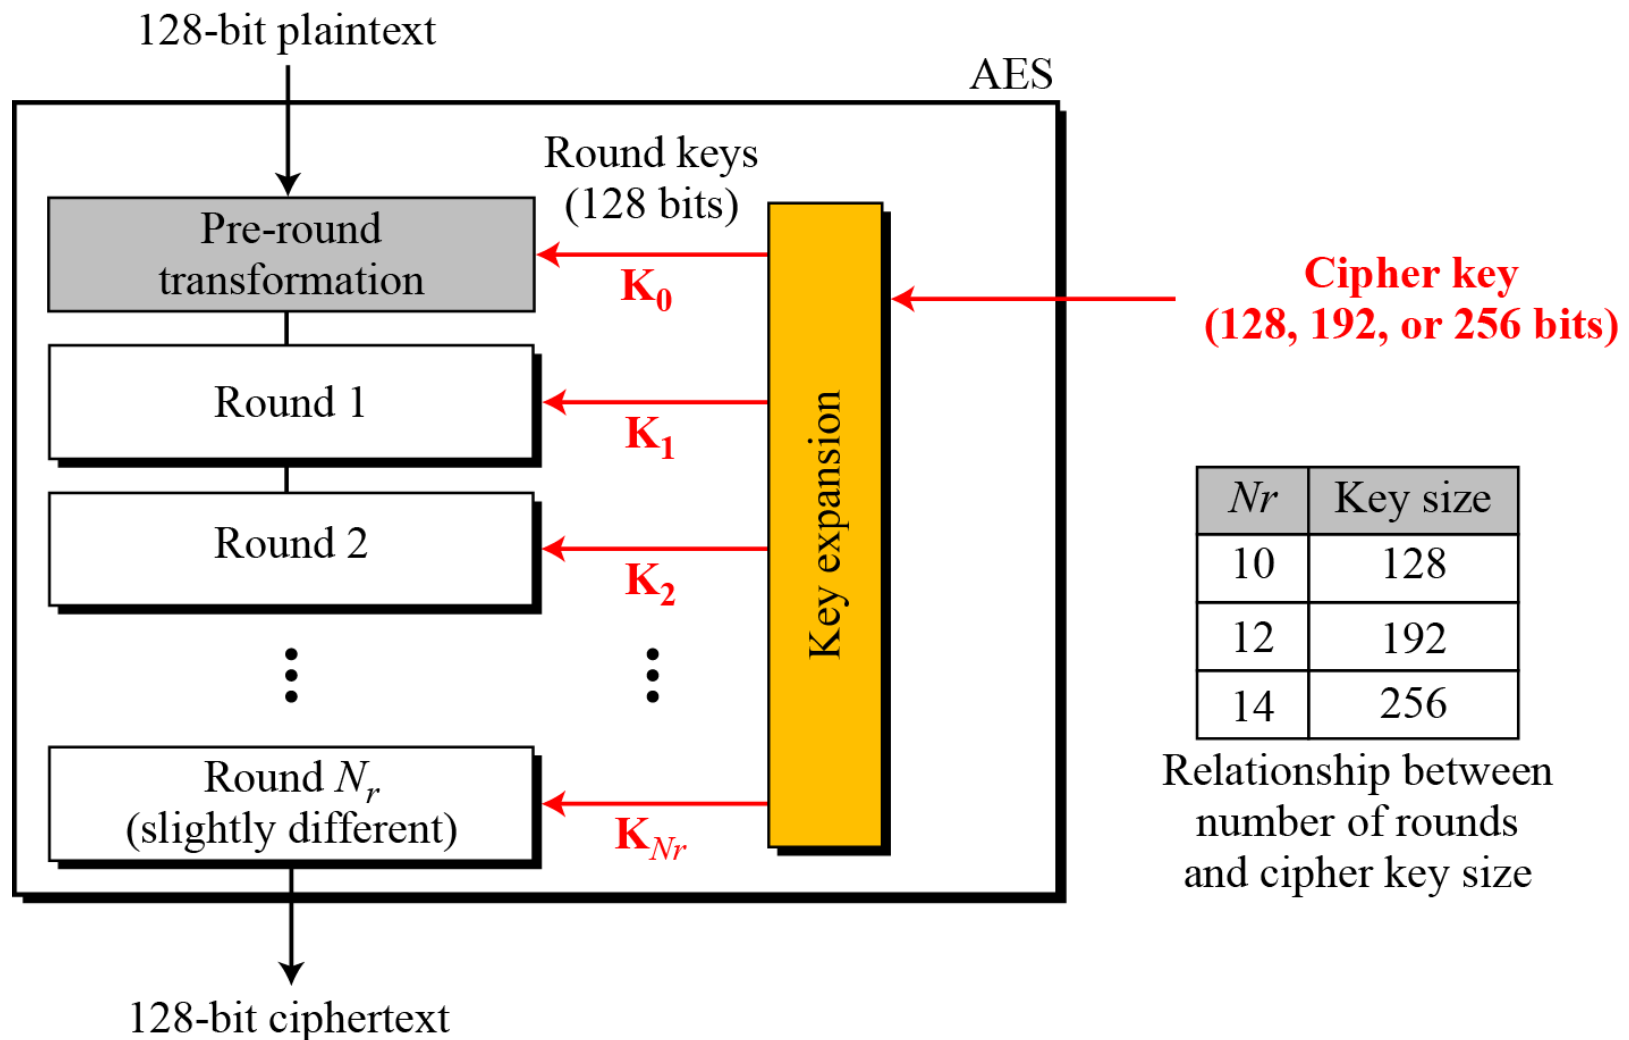 128-bit plaintext
AES
Round keys
(128 bits)
Pre-round
transformation
K0
Cipher key
(128, 192, or 256 bits)
Round 1
K1
Round 2
K2
Key expansion
Nr Key size
10 128
12 192
14 256
Relationship between
number of rounds
and cipher key size
Round Nr
(slightly different)
KNr
128-bit ciphertext